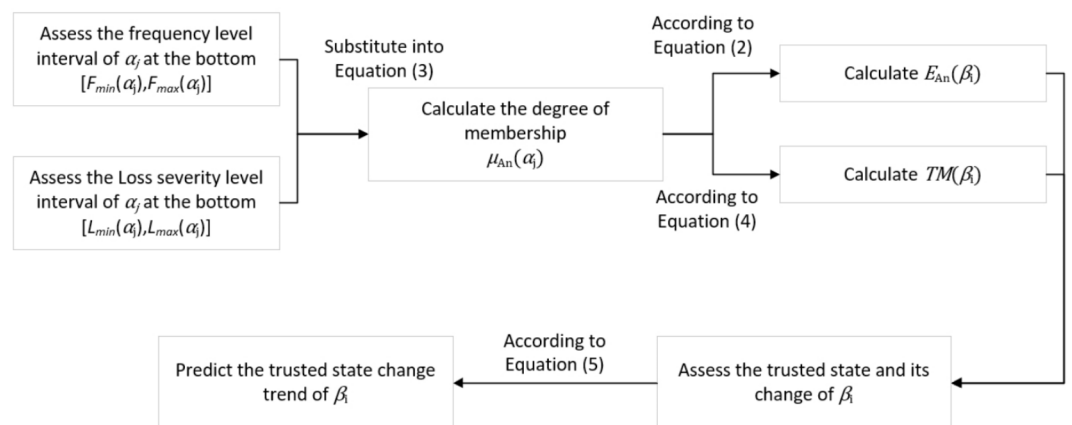 Assess the frequency level
interval of αj at the bottom
[Fmin(αj),Fmax(αj)]
Assess the Loss severity level
interval of αj at the bottom
[Lmin(αj),Lmax(αj)]
Substitute into
Equation (3)
Calculate the degree of
membership
μAn(αj)
According to
Equation (2)
Calculate EAn(βi)
Calculate TM(βi)
According to
Equation (4)
Assess the trusted state and its
change of βi
According to
Equation (5)
Predict the trusted state change
trend of βi